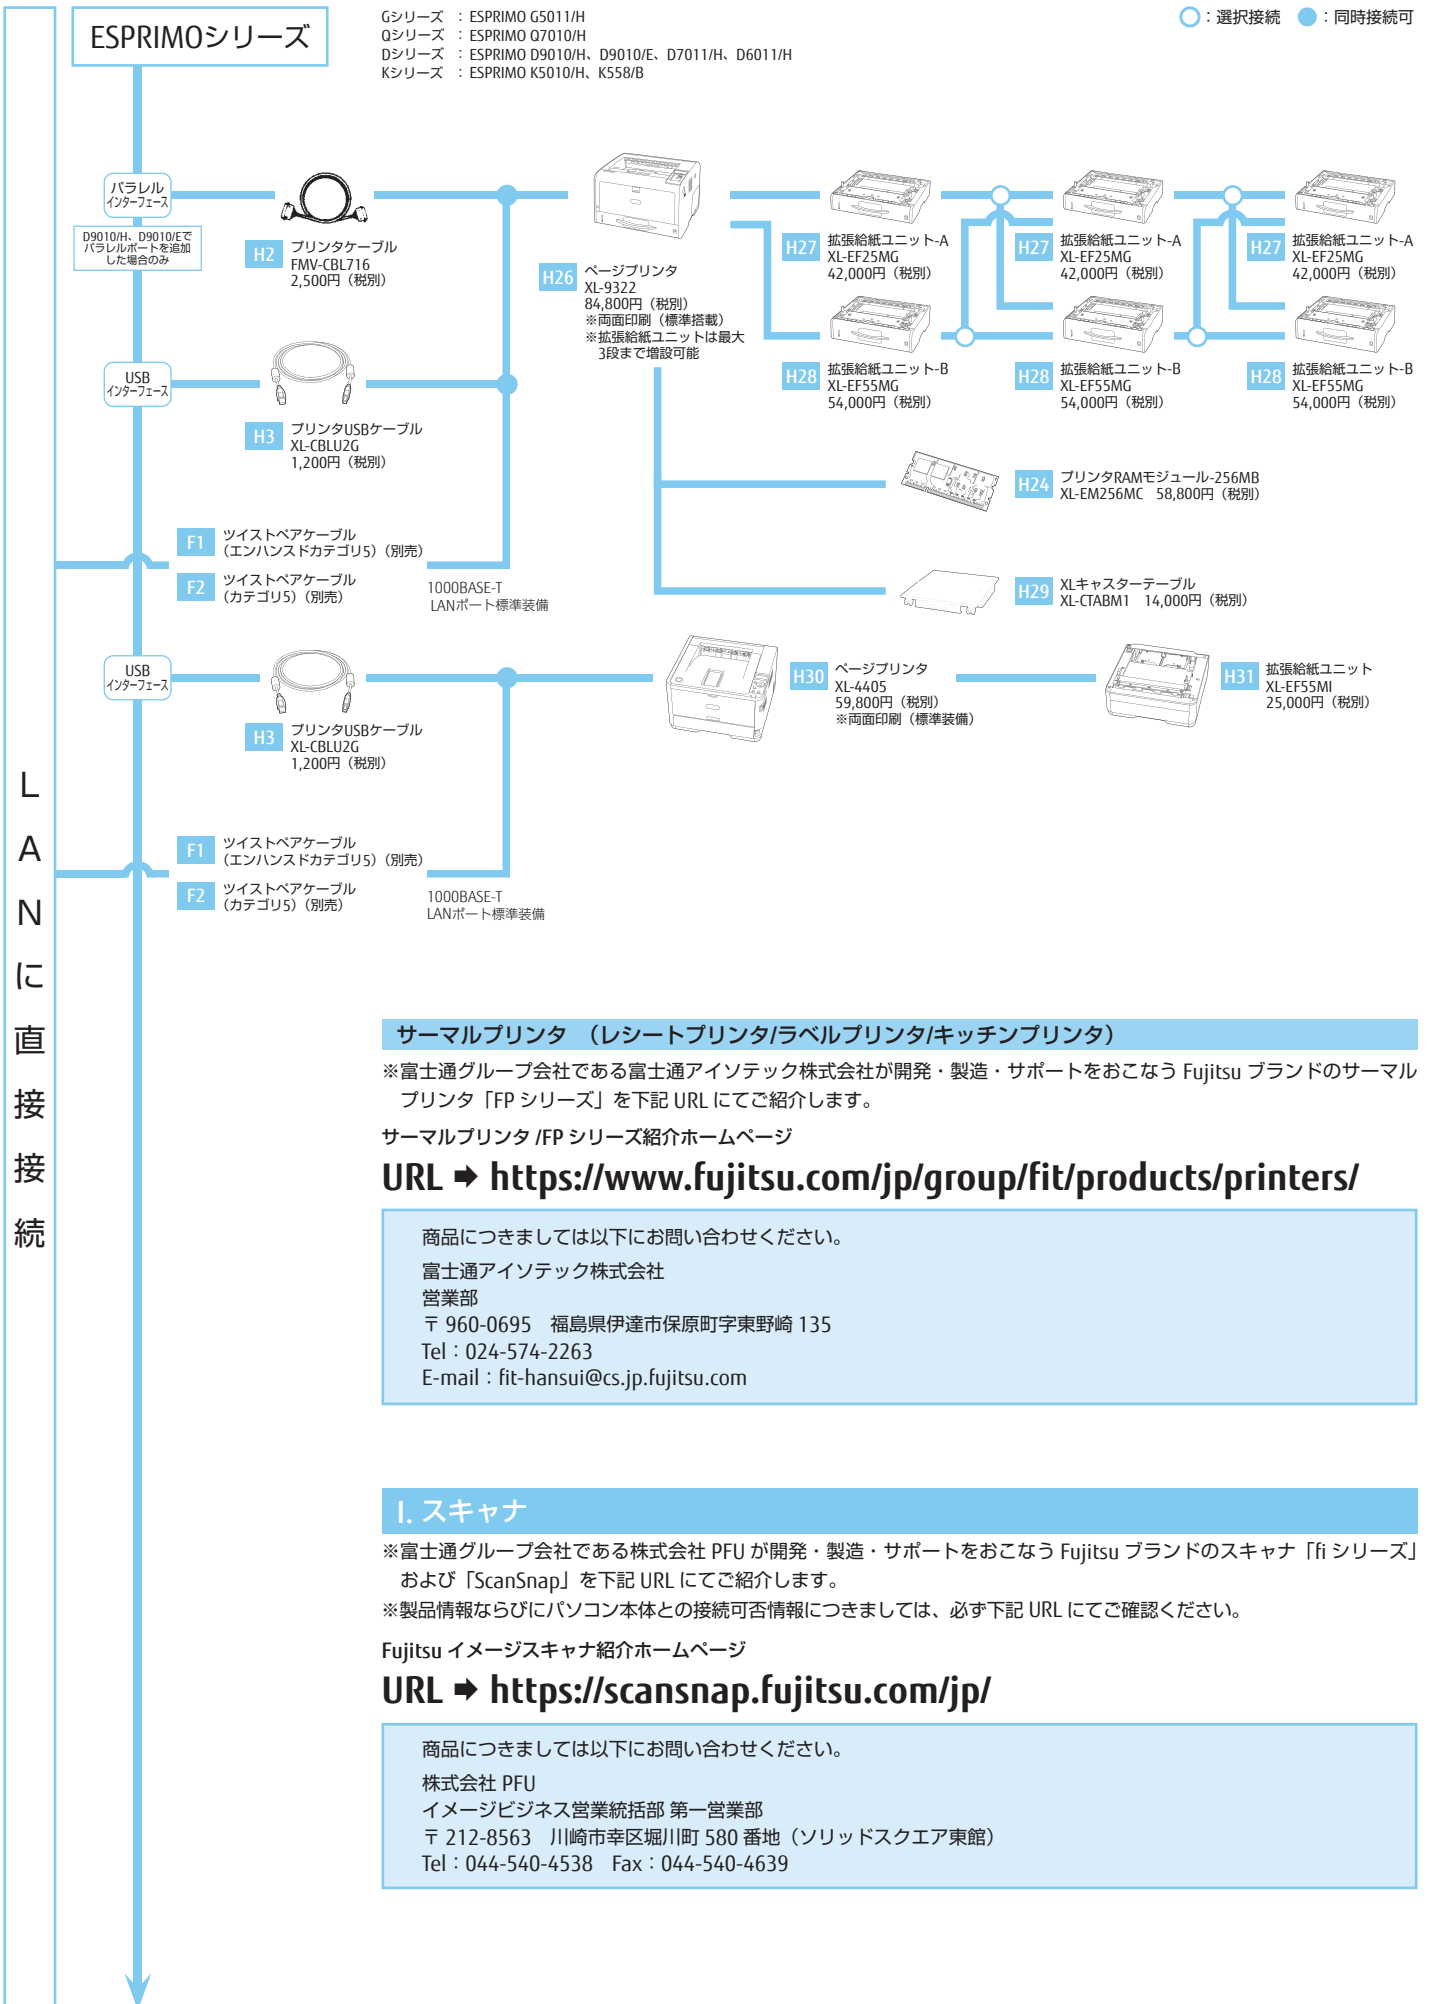 ESPRIMOシリーズ
Gシリーズ ：ESPRIMO G5011/H
Qシリーズ ：ESPRIMO Q7010/H
Dシリーズ ：ESPRIMO D9010/H、D9010/E、D7011/H、D6011/H
Kシリーズ ：ESPRIMO K5010/H、K558/B
：選択接続 ：同時接続可
パラレル
インターフェース
D9010/H、D9010/Eで
パラレルポートを追加
した場合のみ
H2 プリンタケーブル
FMV-CBL716
2,500円（税別）
H26 ページプリンタ
XL-9322
84,800円（税別）
※両面印刷（標準搭載）
※拡張給紙ユニットは最大
3段まで増設可能
H27 拡張給紙ユニット-A
XL-EF25MG
42,000円（税別）
H27 拡張給紙ユニット-A
XL-EF25MG
42,000円（税別）
H27 拡張給紙ユニット-A
XL-EF25MG
42,000円（税別）
H28 拡張給紙ユニット-B
XL-EF55MG
54,000円（税別）
H28 拡張給紙ユニット-B
XL-EF55MG
54,000円（税別）
H28 拡張給紙ユニット-B
XL-EF55MG
54,000円（税別）
USB
インターフェース
H3 プリンタUSBケーブル
XL-CBLU2G
1,200円（税別）
H24 プリンタRAMモジュール-256MB
XL-EM256MC 58,800円（税別）
F1 ツイストペアケーブル
（エンハンスドカテゴリ5）（別売）
F2 ツイストペアケーブル
（カテゴリ5）（別売）
1000BASE-T
LANポート標準装備
H29 XLキャスターテーブル
XL-CTABM1 14,000円（税別）
USB
インターフェース
H3 プリンタUSBケーブル
XL-CBLU2G
1,200円（税別）
H30 ページプリンタ
XL-4405
59,800円（税別）
※両面印刷（標準装備）
H31 拡張給紙ユニット
XL-EF55MI
25,000円（税別）
F1 ツイストペアケーブル
（エンハンスドカテゴリ5）（別売）
F2 ツイストペアケーブル
（カテゴリ5）（別売）
1000BASE-T
LANポート標準装備
LANに直接接続
サーマルプリンタ （レシートプリンタ/ラベルプリンタ/キッチンプリンタ）
※富士通グループ会社である富士通アイソテック株式会社が開発・製造・サポートをおこなう Fujitsu ブランドのサーマル
プリンタ「FP シリーズ」を下記 URL にてご紹介します。
サーマルプリンタ /FP シリーズ紹介ホームページ
URL ➡ https://www.fujitsu.com/jp/group/fit/products/printers/
商品につきましては以下にお問い合わせください。
富士通アイソテック株式会社
営業部
〒 960-0695 福島県伊達市保原町字東野崎 135
Tel：024-574-2263
E-mail：fit-hansui@cs.jp.fujitsu.com
I. スキャナ
※富士通グループ会社である株式会社 PFU が開発・製造・サポートをおこなう Fujitsu ブランドのスキャナ「fi シリーズ」
および「ScanSnap」を下記 URL にてご紹介します。
※製品情報ならびにパソコン本体との接続可否情報につきましては、必ず下記 URL にてご確認ください。
Fujitsu イメージスキャナ紹介ホームページ
URL ➡ https://scansnap.fujitsu.com/jp/
商品につきましては以下にお問い合わせください。
株式会社 PFU
イメージビジネス営業統括部 第一営業部
〒 212-8563 川崎市幸区堀川町 580 番地（ソリッドスクエア東館）
Tel：044-540-4538 Fax：044-540-4639